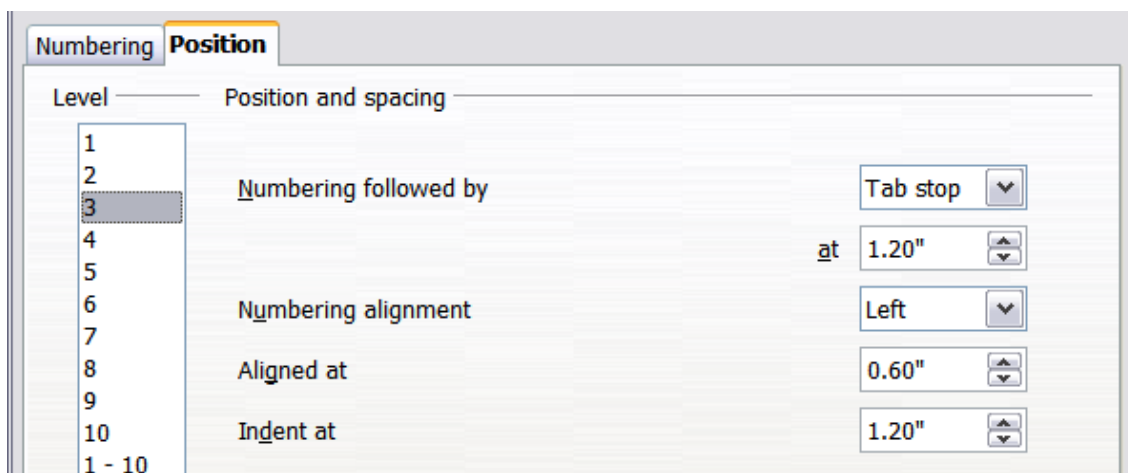 Numbering Position
Level Position and spacing
1
2
Numbering followed by Tab stop
3
4
at 1.20"
5
6
Numbering alignment Left
7
8
Aligned at 0.60"
9
10
Indent at 1.20"
1 - 10